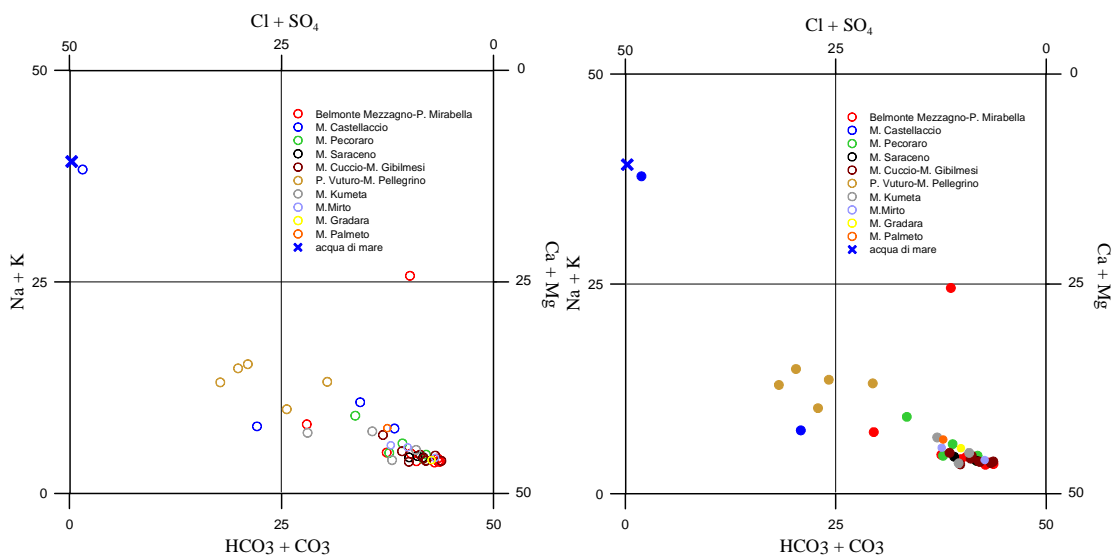 Cl + SO4
50 25 0
50 0
Belmonte Mezzagno-P. Mirabella
M. Castellaccio
M. Pecoraro
M. Saraceno
M. Cuccio-M. Gibilmesi
P. Vuturo-M. Pellegrino
M. Kumeta
M.Mirto
M. Gradara
M. Palmeto
acqua di mare
Na + K
Ca + Mg
25 25
0 50
0 25 50
HCO3 + CO3
Cl + SO4
50 25 0
50 0
Belmonte Mezzagno-P. Mirabella
M. Castellaccio
M. Pecoraro
M. Saraceno
M. Cuccio-M. Gibilmesi
P. Vuturo-M. Pellegrino
M. Kumeta
M.Mirto
M. Gradara
M. Palmeto
acqua di mare
Na + K
Ca + Mg
25 25
0 50
0 25 50
HCO3 + CO3